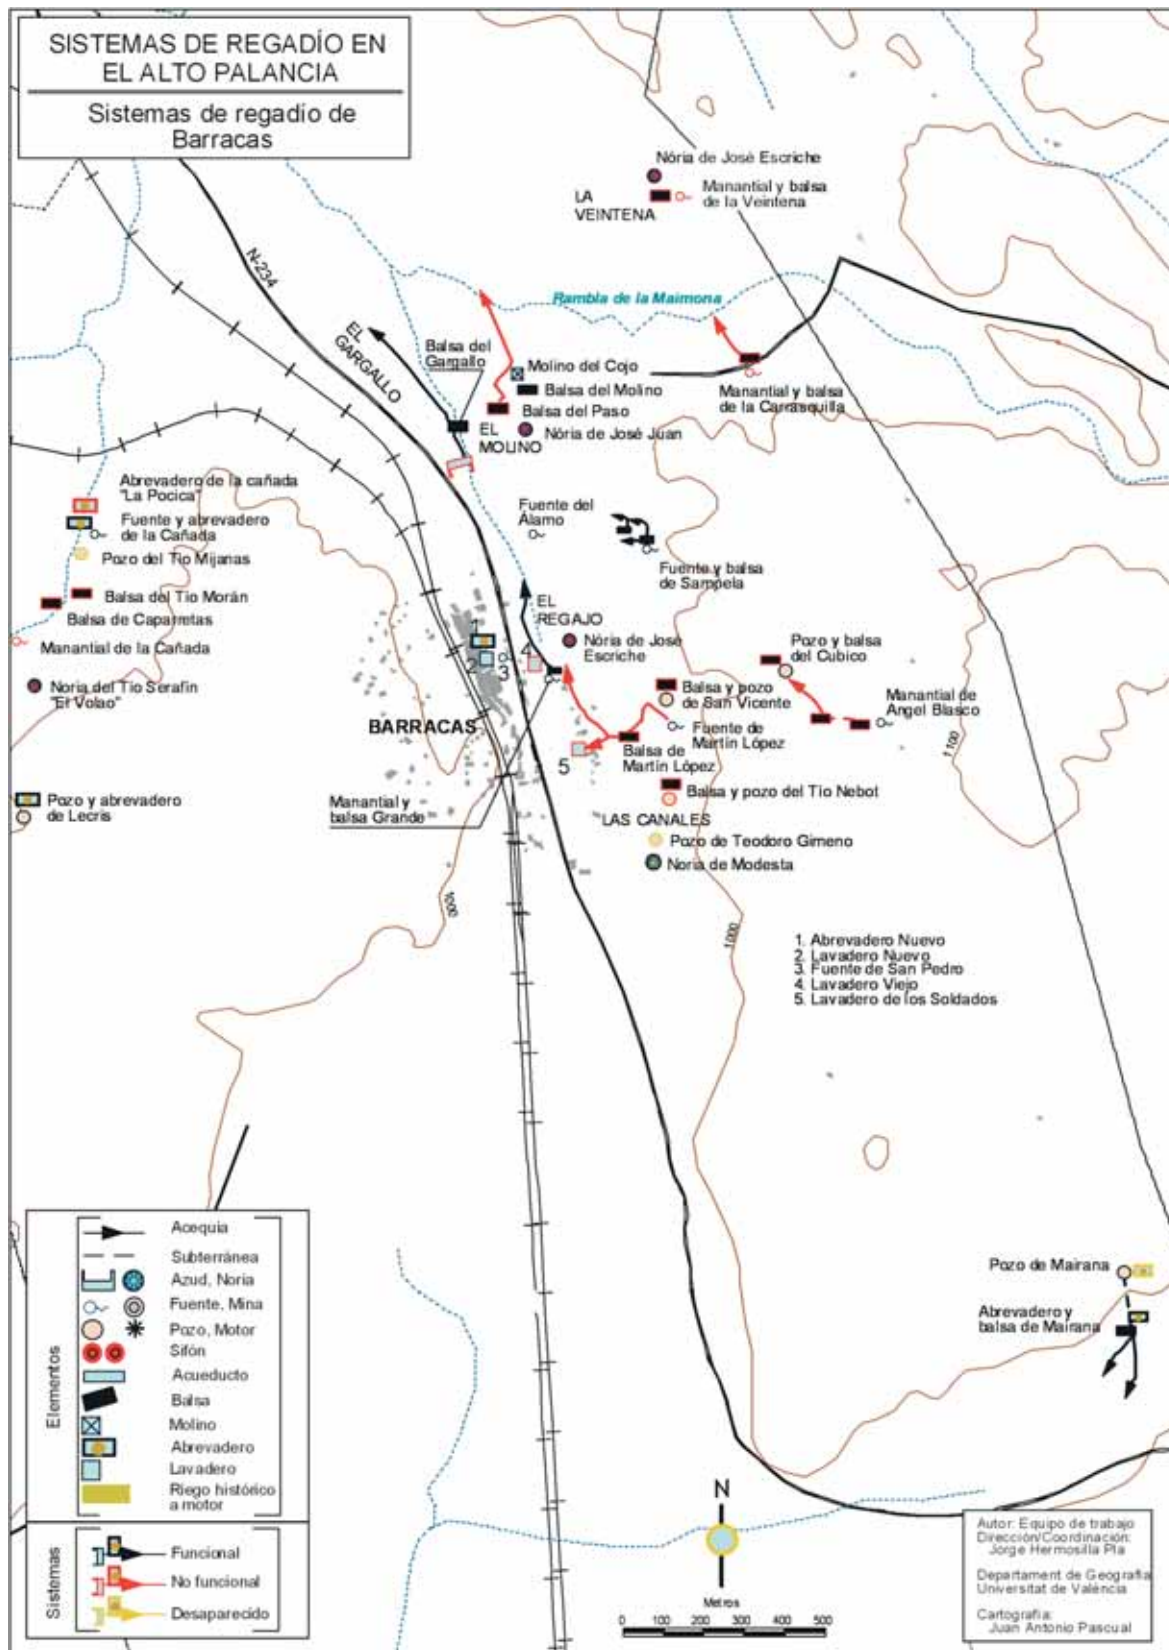 SISTEMAS DE REGADÍO EN
EL ALTO PALANCIA
Sistemas de regadío de
Barracas
Nória de José Escriche
LA
VEINTENA
Manantial y balsa
de la Veintena
N-234
Rambla de la Maimona
EL
GARGALLO
Balsa del
Gargallo
Molino del Cojo
Balsa del Molino
Balsa del Paso
EL
MOLINO
Nória de José Juan
Manantial y balsa
de la Carrasquilla
Abrevadero de la cañada
"La Pocica"
Fuente y abrevadero
de la Cañada
Pozo del Tío Mijanas
Balsa del Tío Morán
Balsa de Caparretas
Manantial de la Cañada
Noria del Tío Serafín
"El Volao"
Fuente del
Álamo
Fuente y balsa
de Sampela
EL
REGAJO
Nória de José
Escriche
1
2
3
4
5
Pozo y balsa
del Cubico
Balsa y pozo
de San Vicente
Manantial de
Angel Blasco
Fuente de
Martín López
Balsa de
Martín López
BARRACAS
1100
Pozo y abrevadero
de Lecris
Manantial y
balsa Grande
Balsa y pozo del Tío Nebot
LAS CANALES
Pozo de Teodoro Gimeno
Noria de Modesta
1000
1000
1. Abrevadero Nuevo
2. Lavadero Nuevo
3. Fuente de San Pedro
4. Lavadero Viejo
5. Lavadero de los Soldados
Pozo de Mairana
Abrevadero y
balsa de Mairana
Elementos
Acequia
Subterránea
Azud, Noria
Fuente, Mina
Pozo, Motor
Sifón
Acueducto
Balsa
Molino
Abrevadero
Lavadero
Riego histórico
a motor
Sistemas
Funcional
No funcional
Desaparecido
N
Metros
0 100 200 300 400 500
Autor: Equipo de trabajo
Dirección/Coordinación:
Jorge Hermosilla Pla
Departament de Geografía
Universitat de València
Cartografía:
Juan Antonio Pascual